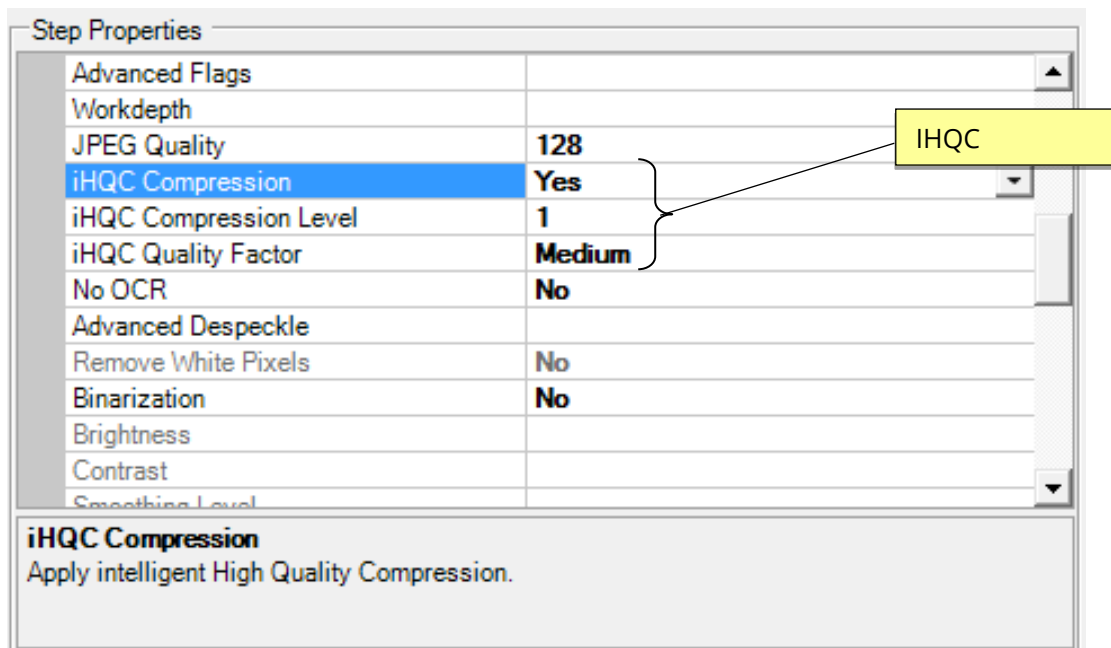 Step Properties
Advanced Flags
Workdepth
JPEG Quality 128
IHQC
iHQC Compression Yes
iHQC Compression Level 1
iHQC Quality Factor Medium
No OCR No
Advanced Despeckle
Remove White Pixels No
Binarization No
Brightness
Contrast
Smoothing Level
iHQC Compression
Apply intelligent High Quality Compression.